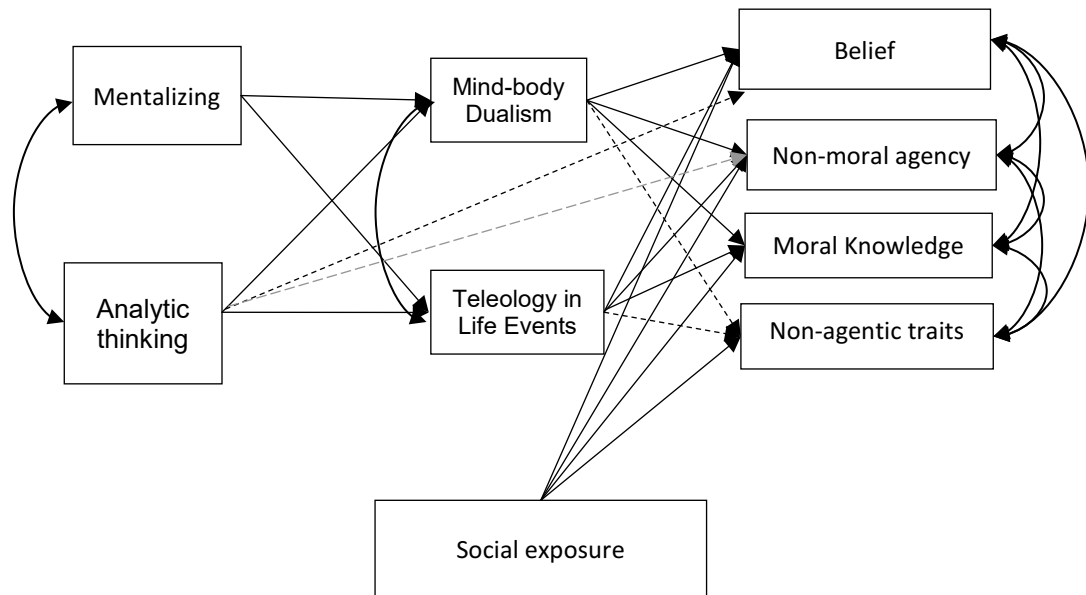 Mentalizing
Analytic
thinking
Mind-body
Dualism
Teleology in
Life Events
Belief
Non-moral agency
Moral Knowledge
Non-agentic traits
Social exposure